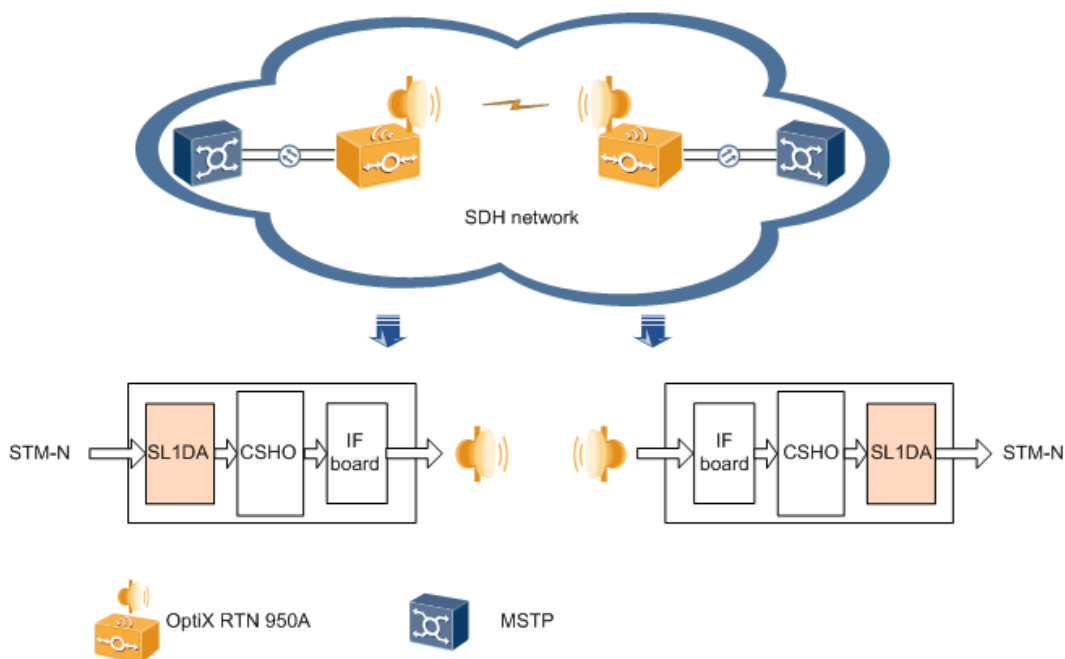 SDH network
STM-N
SL1DA
CSHO
IF
board
IF
board
CSHO
SL1DA
STM-N
OptiX RTN 950A
MSTP